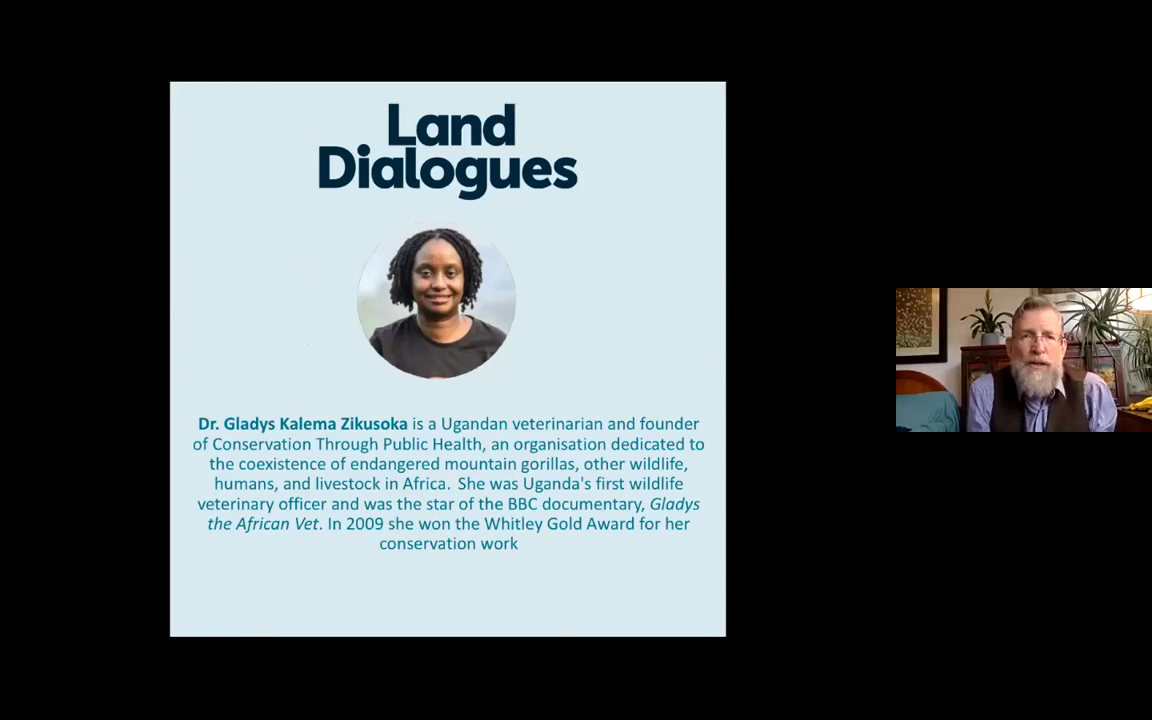 Land
Dialogues
Dr. Gladys Kalema Zikusoka is a Ugandan veterinarian and founder
of Conservation Through Public Health, an organisation dedicated to
the coexistence of endangered mountain gorillas, other wildlife,
humans, and livestock in Africa. She was Uganda's first wildlife
veterinary officer and was the star of the BBC documentary, Gladys
the African Vet. In 2009 she won the Whitley Gold Award for her
conservation work